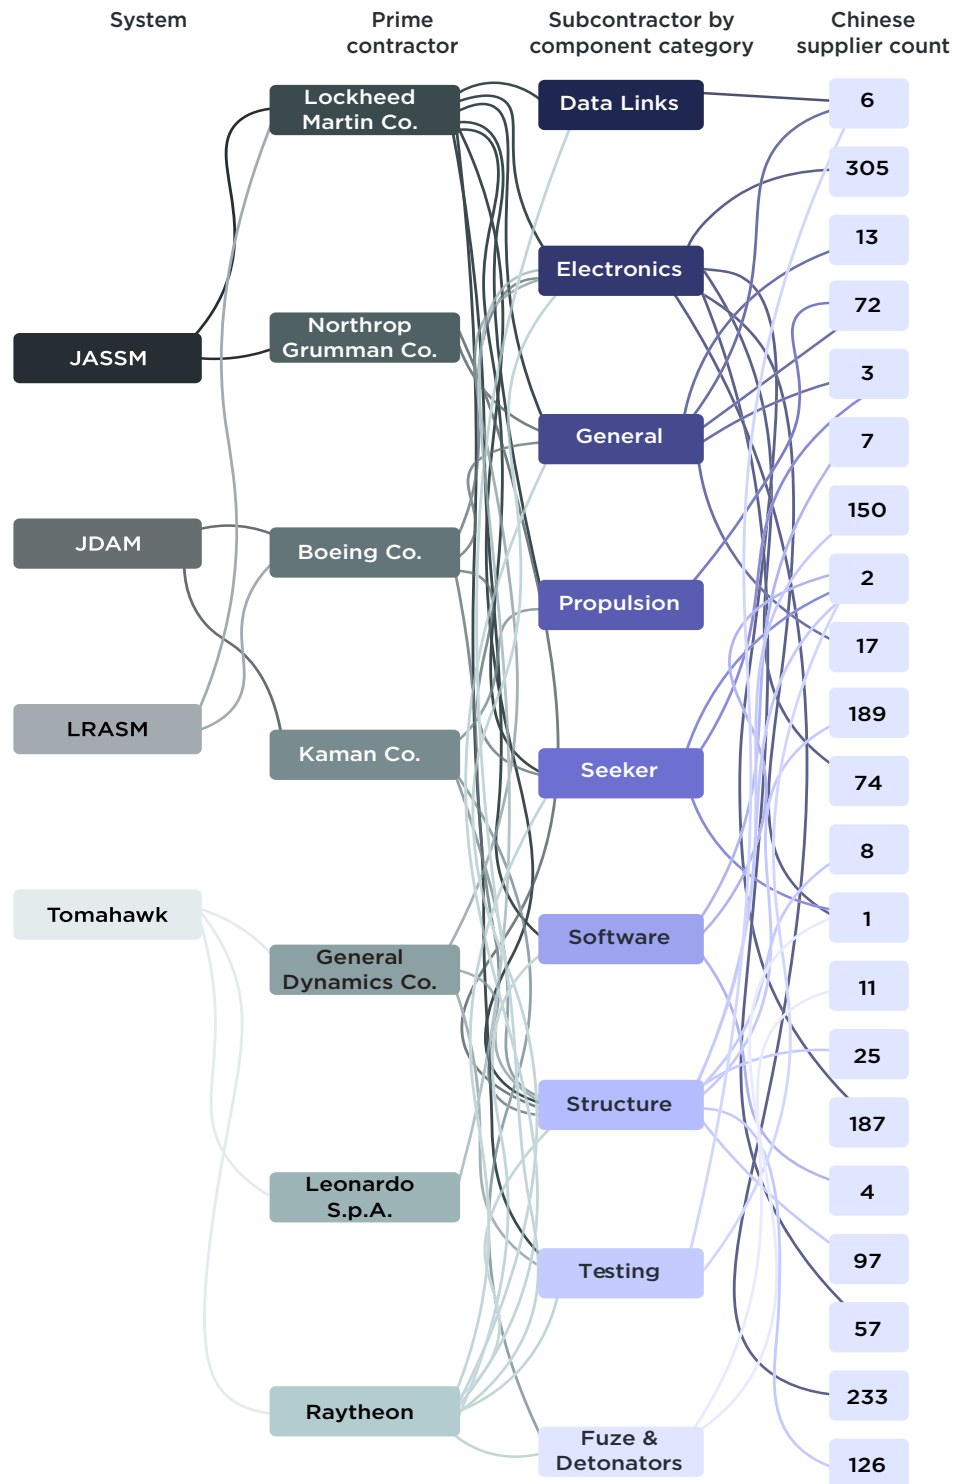 System
Prime
contractor
Subcontractor by
component category
Chinese
supplier count
JASSM
JDAM
LRASM
Tomahawk
Lockheed
Martin Co.
Northrop
Grumman Co.
Boeing Co.
Kaman Co.
General
Dynamics Co.
Leonardo
S.p.A.
Raytheon
Data Links
Electronics
General
Propulsion
Seeker
Software
Structure
Testing
Fuze &
Detonators
6
305
13
72
3
7
150
2
17
189
74
8
1
11
25
187
4
97
57
233
126